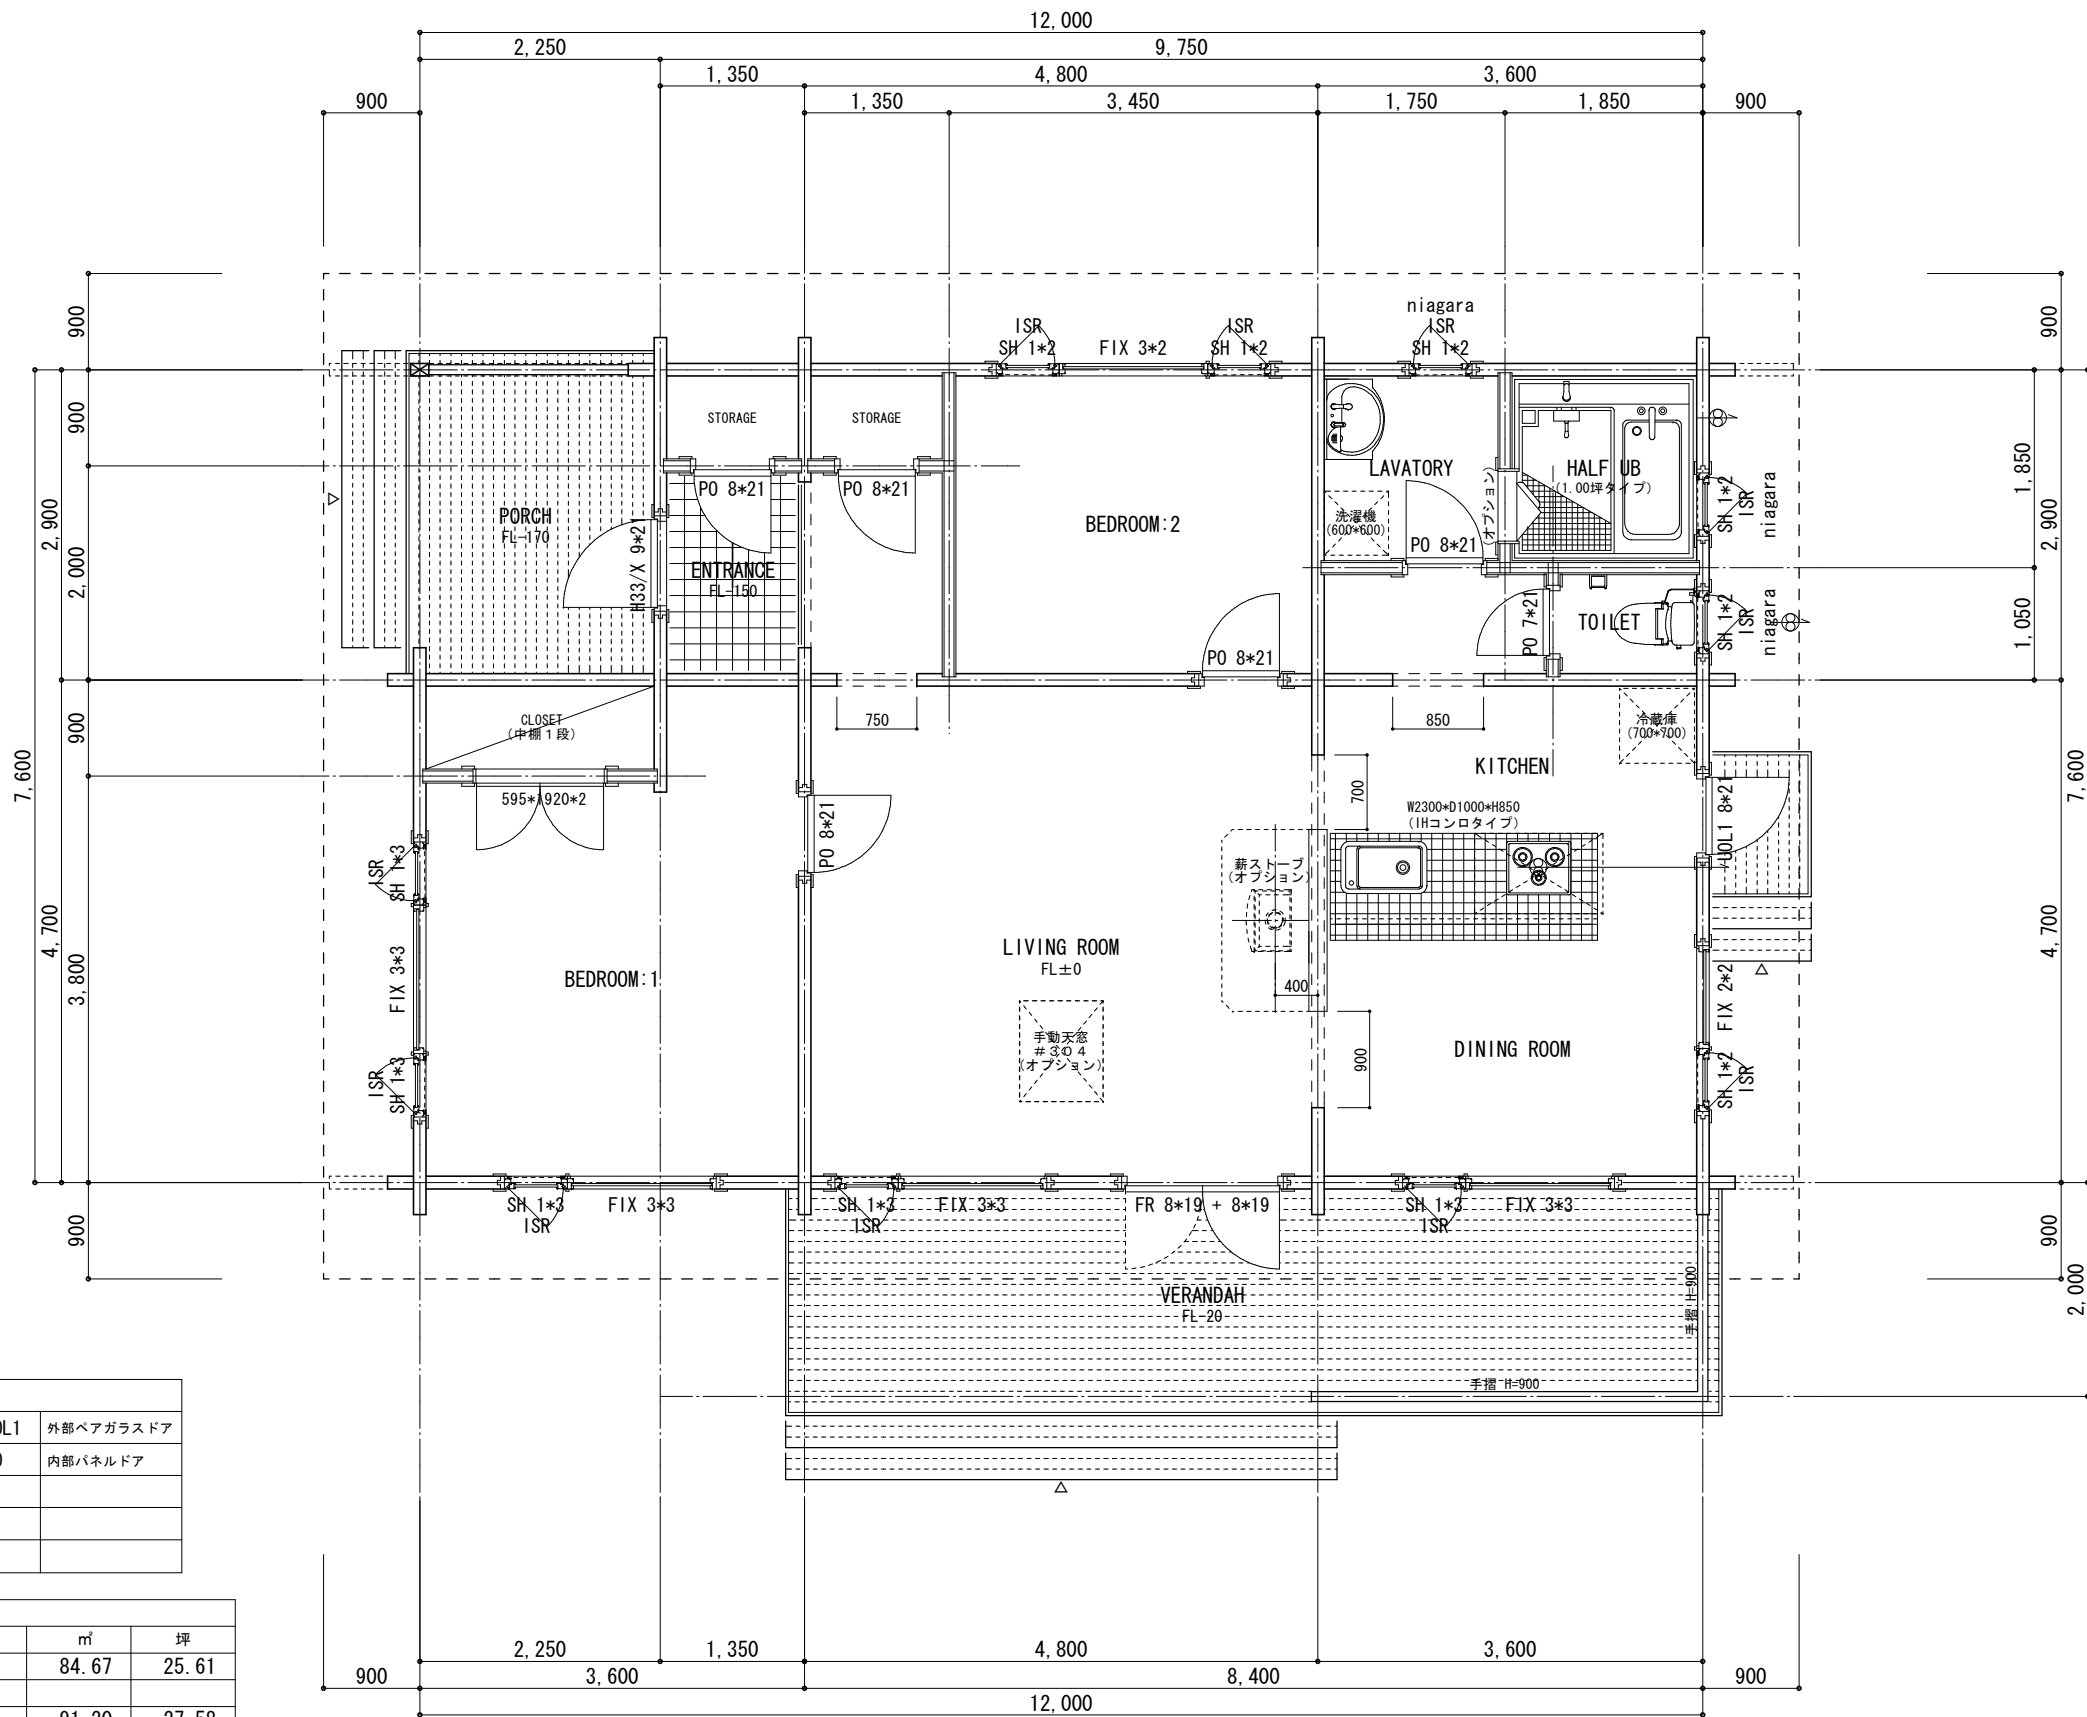 12,000
2,250
9,750
1,350
4,800
3,600
900
1,350
3,450
1,750
1,850
900
niagara
ISR
ISR
ISR
SH 1*2
FIX 3*2
SH 1*2
SH 1*2
900
900
2,900
2,000
900
7,600
4,700
3,800
900
900
1,850
2,900
1,050
7,600
4,700
900
2,000
STORAGE
STORAGE
PO 8*21
PO 8*21
PORCH
FL-170
H33/X 9*2
ENTRANCE
FL-150
BEDROOM:2
PO 8*21
LAVATORY
洗濯機
(600*600)
PO 8*21
(オプション)
HALF UB
(1.00坪タイプ)
SH 1*2
ISR
niagara
PO 7*21
TOILET
SH 1*2
ISR
niagara
CLOSET
(中棚1段)
595*1920*2
750
850
冷蔵庫
(700*700)
KITCHEN
W2300*D1000*H850
(IHコンロタイプ)
700
UOL1 8*21
PO 8*21
薪ストーブ
(オプション)
400
ISR
SH 1*3
FIX 3*3
ISR
SH 1*3
BEDROOM:1
LIVING ROOM
FL±0
手動天窓
#304
(オプション)
900
DINING ROOM
FIX 2*2
SH 1*2
ISR
SH 1*3
ISR
FIX 3*3
SH 1*3
ISR
FIX 3*3
FR 8*19 + 8*19
SH 1*3
ISR
FIX 3*3
VERANDAH
FL-20
手摺 H=900
手摺 H=900
外部ペアガラスドア
内部パネルドア
㎡
坪
84.67
25.61
2,250
1,350
4,800
3,600
900
3,600
8,400
900
12,000